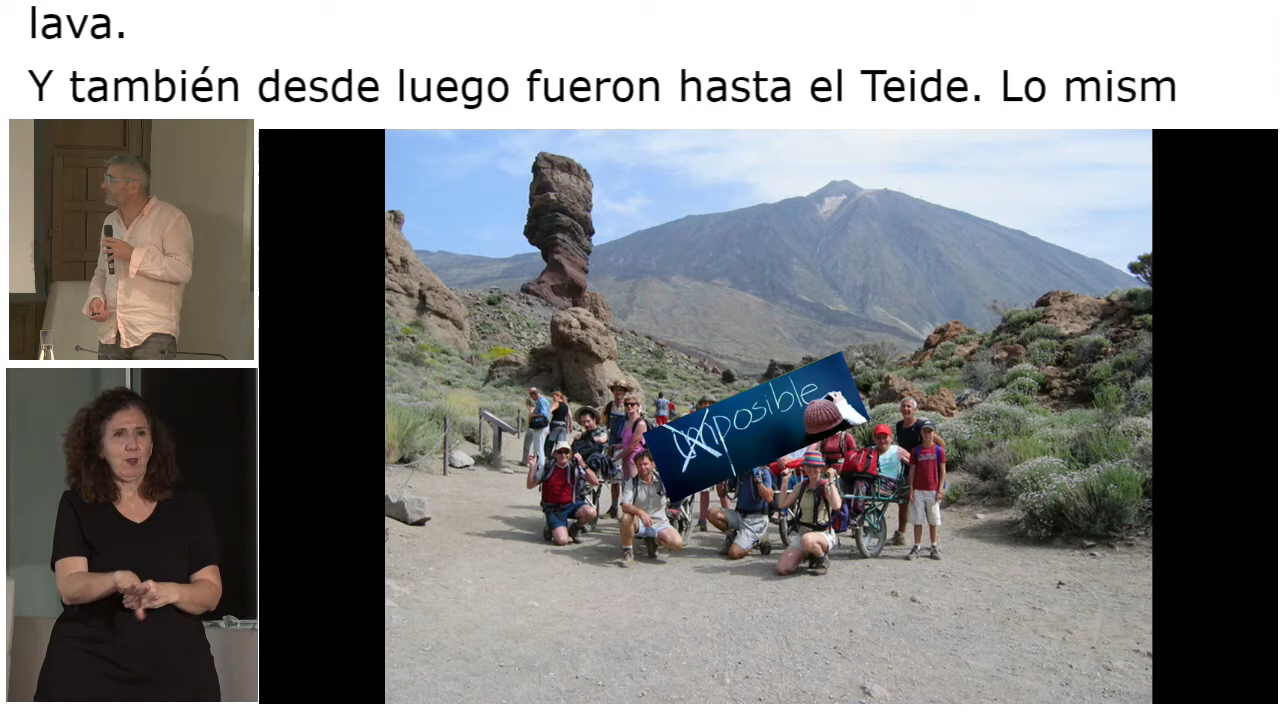 lava.
Y también desde luego fueron hasta el Teide. Lo mism
Imposible